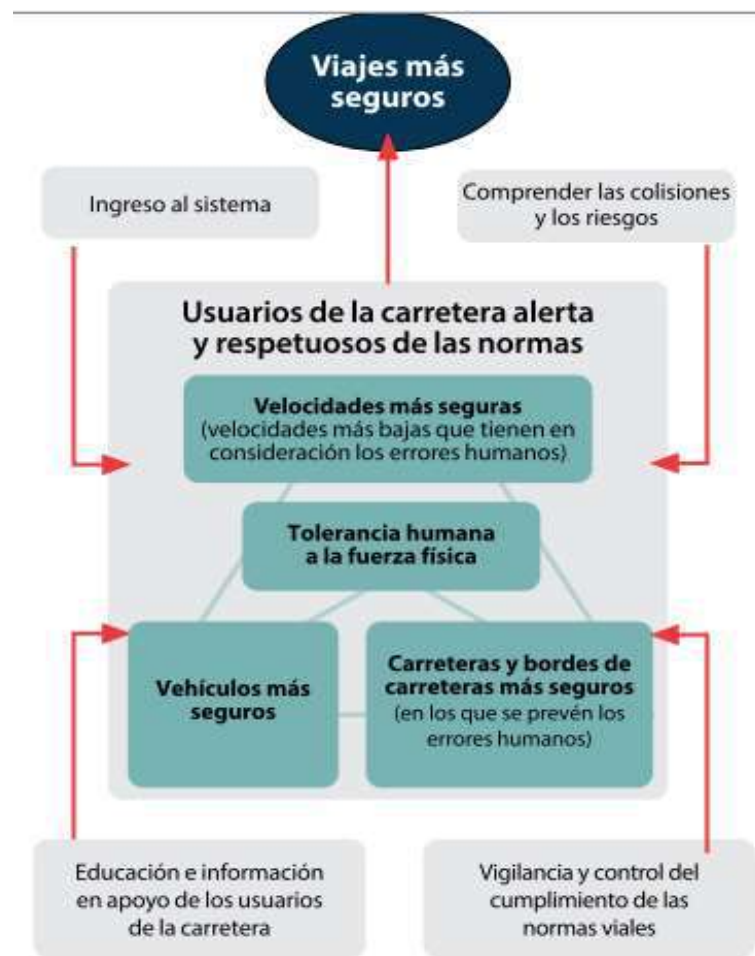 Viajes más
seguros
Ingreso al sistema
Comprender las colisiones
y los riesgos
Usuarios de la carretera alerta
y respetuosos de las normas
Velocidades más seguras
(velocidades más bajas que tienen en
consideración los errores humanos)
Tolerancia humana
a la fuerza física
Vehículos más
seguros
Carreteras y bordes de
carreteras más seguros
(en los que se prevén los
errores humanos)
Educación e información
en apoyo de los usuarios
de la carretera
Vigilancia y control del
cumplimiento de las
normas viales